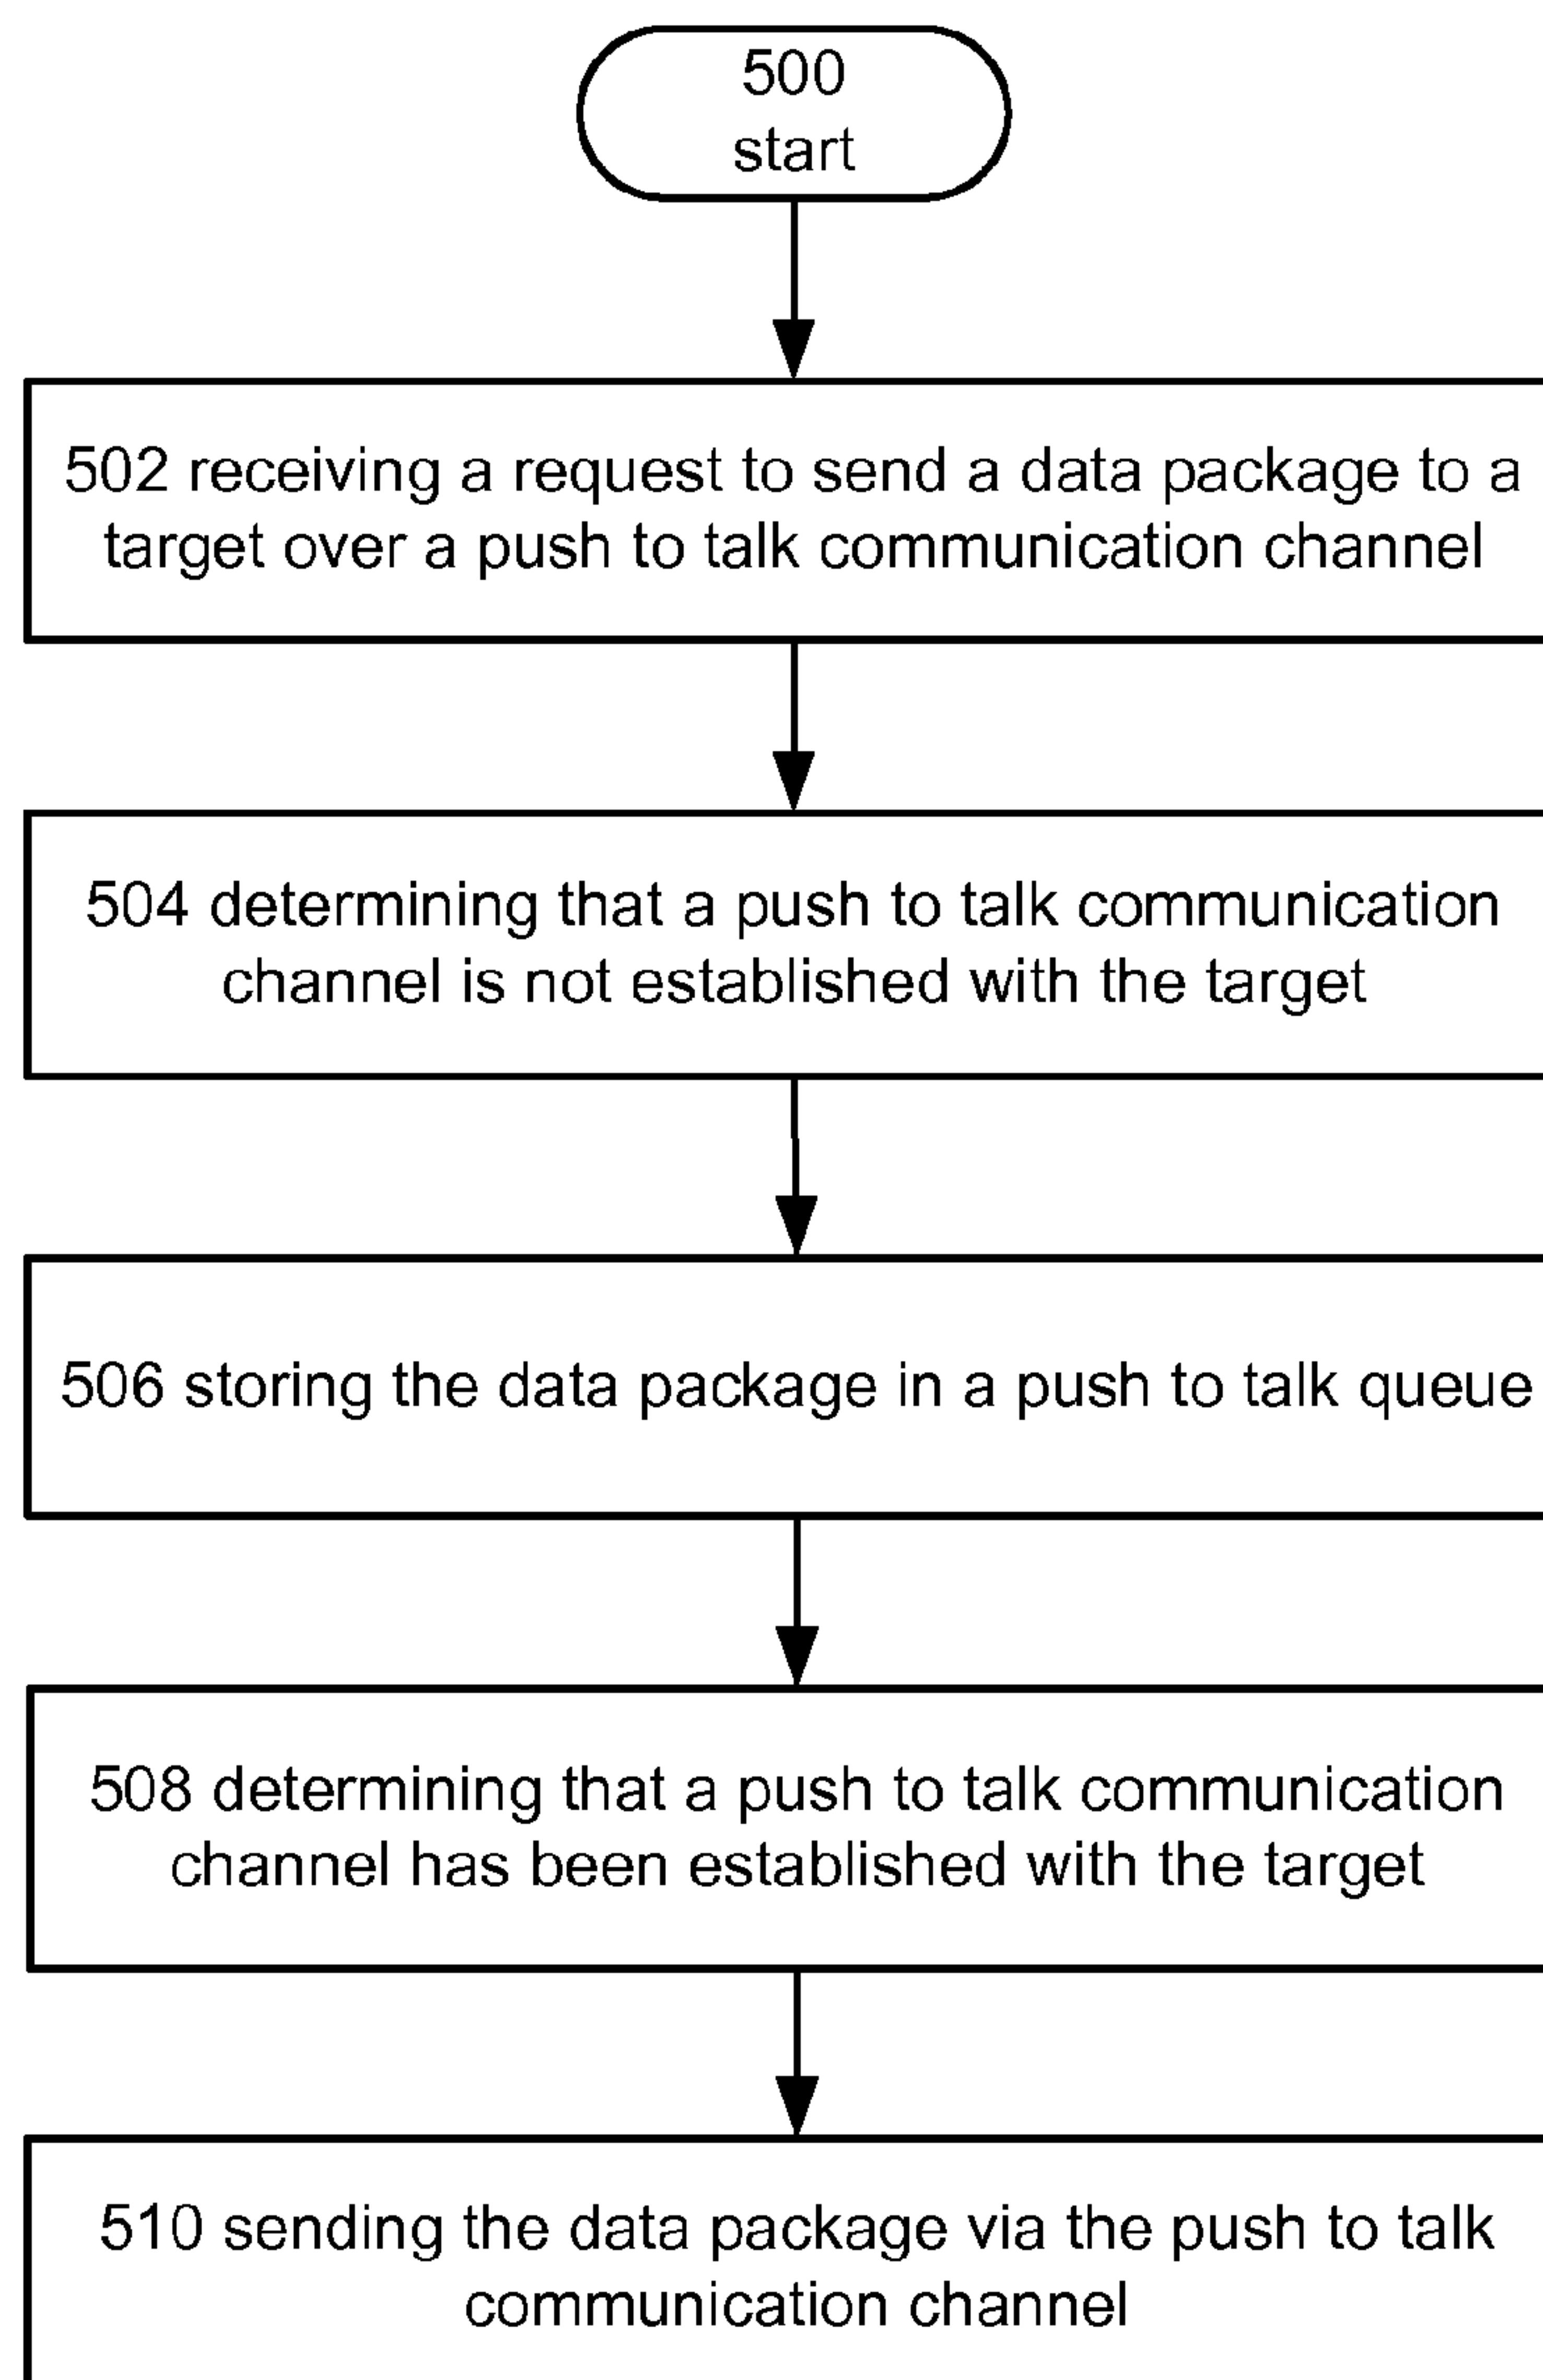 500
start
502 receiving a request to send a data package to a
target over a push to talk communication channel
504 determining that a push to talk communication
channel is not established with the target
506 storing the data package in a push to talk queue
508 determining that a push to talk communication
channel has been established with the target
510 sending the data package via the push to talk
communication channel